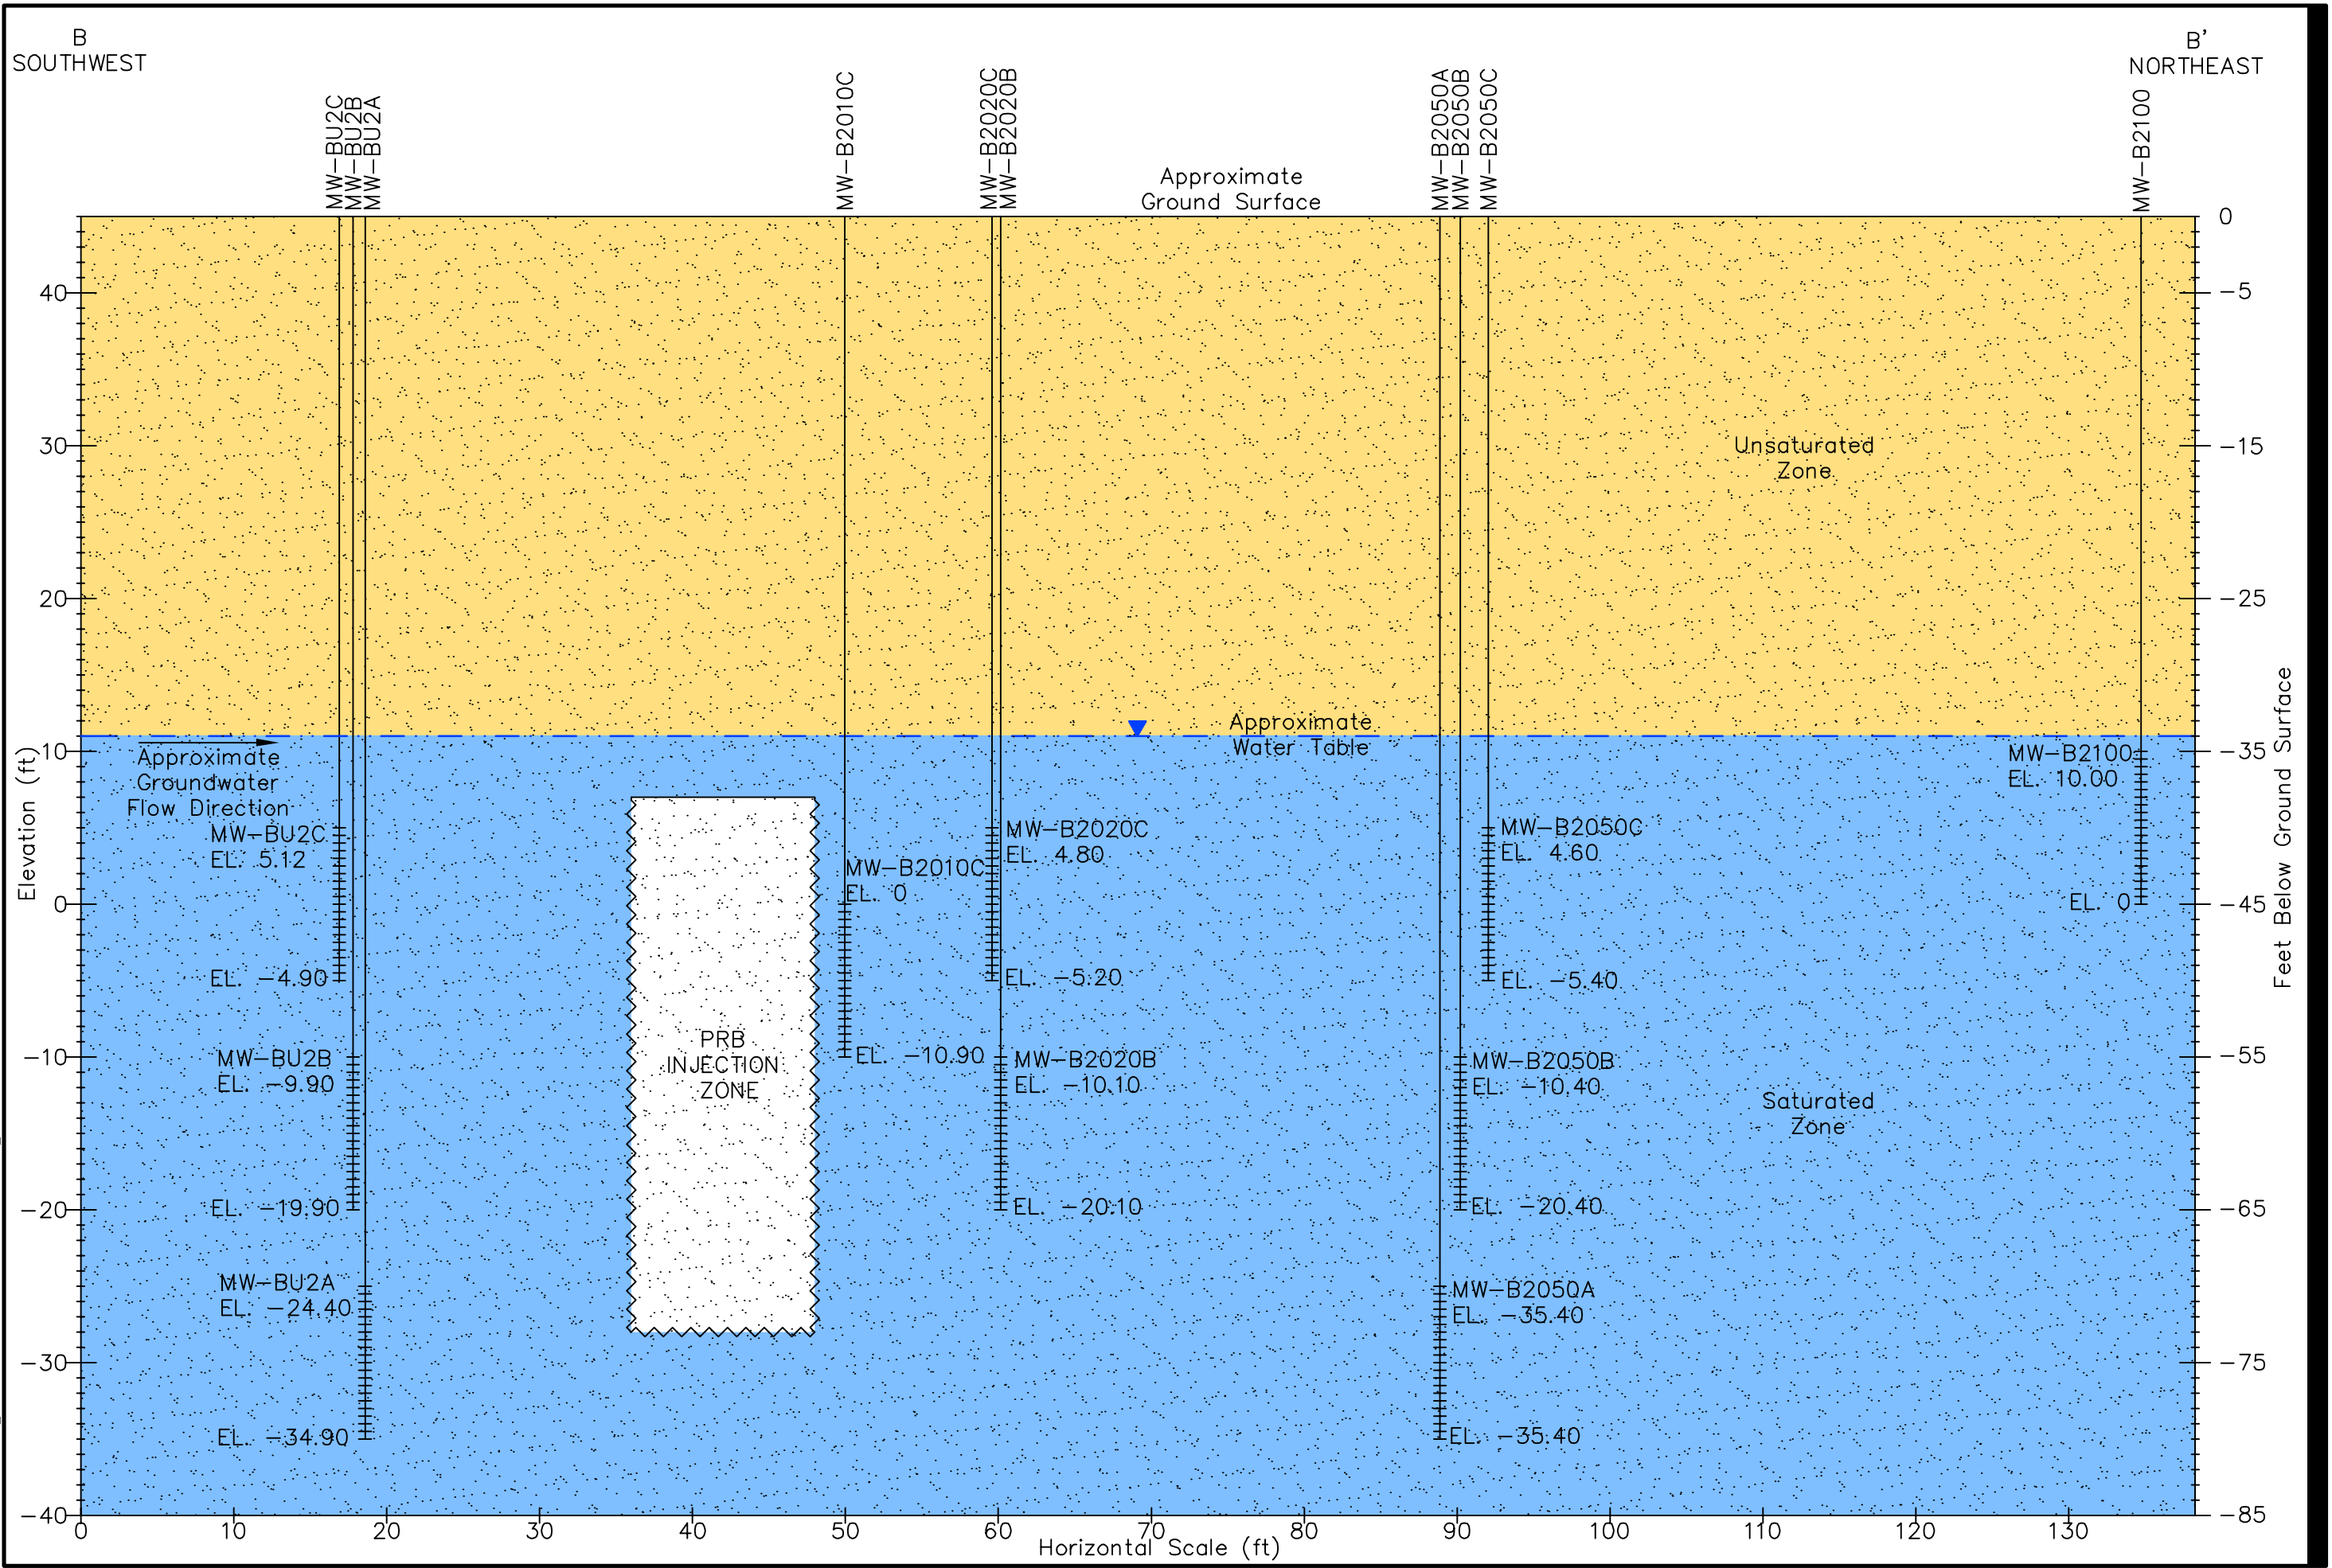 B
SOUTHWEST
B'
NORTHEAST
MW-BU2C
MW-BU2B
MW-BU2A
MW-B2010C
MW-B2020C
MW-B2020B
MW-B2050A
MW-B2050B
MW-B2050C
MW-B2100
Approximate
Ground Surface
0
40
-5
30
-15
Unsaturated
Zone
20
-25
Approximate
Water Table
10
-35
Approximate
Groundwater
Flow Direction
MW-B2100
EL. 10.00
MW-BU2C
EL. 5.12
MW-B2020C
EL. 4.80
MW-B2050C
EL. 4.60
MW-B2010C
EL. 0
Elevation (ft)
Feet Below Ground Surface
0
EL. 0
-45
EL. -4.90
EL. -5.20
EL. -5.40
PRB
INJECTION
ZONE
-10
EL. -10.90
-55
MW-BU2B
EL. -9.90
MW-B2020B
EL. -10.10
MW-B2050B
EL. -10.40
Saturated
Zone
-20
EL. -19.90
EL. -20.10
EL. -20.40
-65
MW-BU2A
EL. -24.40
MW-B2050A
EL. -35.40
-30
-75
EL. -34.90
EL. -35.40
-40
-85
0 10 20 30 40 50 60 70 80 90 100 110 120 130
Horizontal Scale (ft)